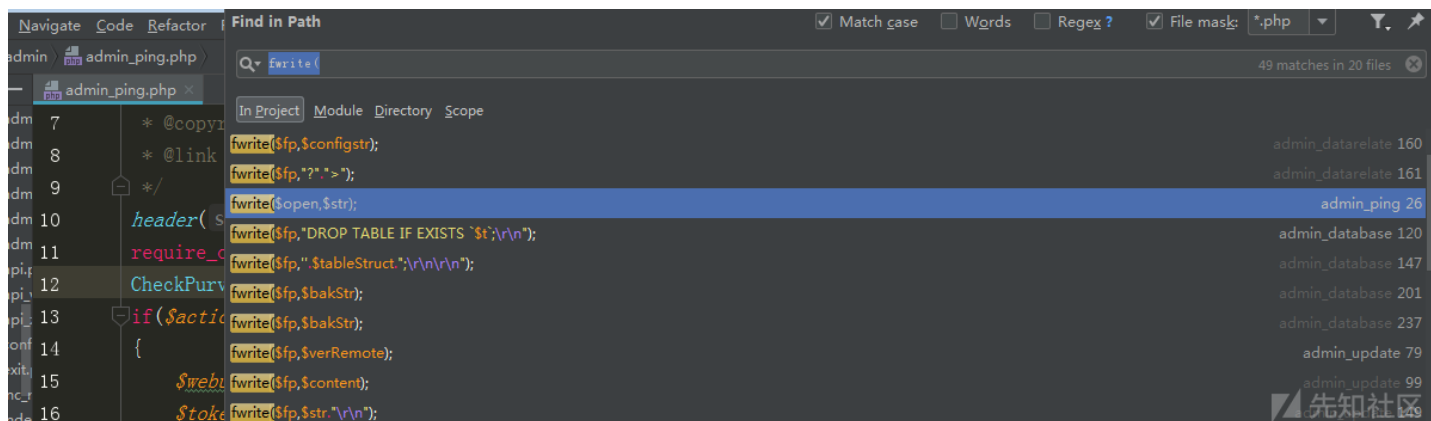 Navigate Code Refactor
Find in Path
Match case Words Regex ? File mask: *.php
admin admin_ping.php
fwrite(
49 matches in 20 files
admin_ping.php
In Project Module Directory Scope
7 * @copyr
fwrite($fp,$configstr); admin_datarelate 160
8 * @link
fwrite($fp,"?".">"); admin_datarelate 161
9 */
fwrite($open,$str); admin_ping 26
10 header( s
fwrite($fp,"DROP TABLE IF EXISTS `$t`;\r\n"); admin_database 120
11 require_o
fwrite($fp,''.$tableStruct.";\r\n\r\n"); admin_database 147
12 CheckPurv
fwrite($fp,$bakStr); admin_database 201
13 if($actio
fwrite($fp,$bakStr); admin_database 237
14 {
fwrite($fp,$verRemote); admin_update 79
15 $webu
fwrite($fp,$content); admin_update 99
16 $toke
fwrite($fp,$str."\r\n"); admin_update 149
先知社区